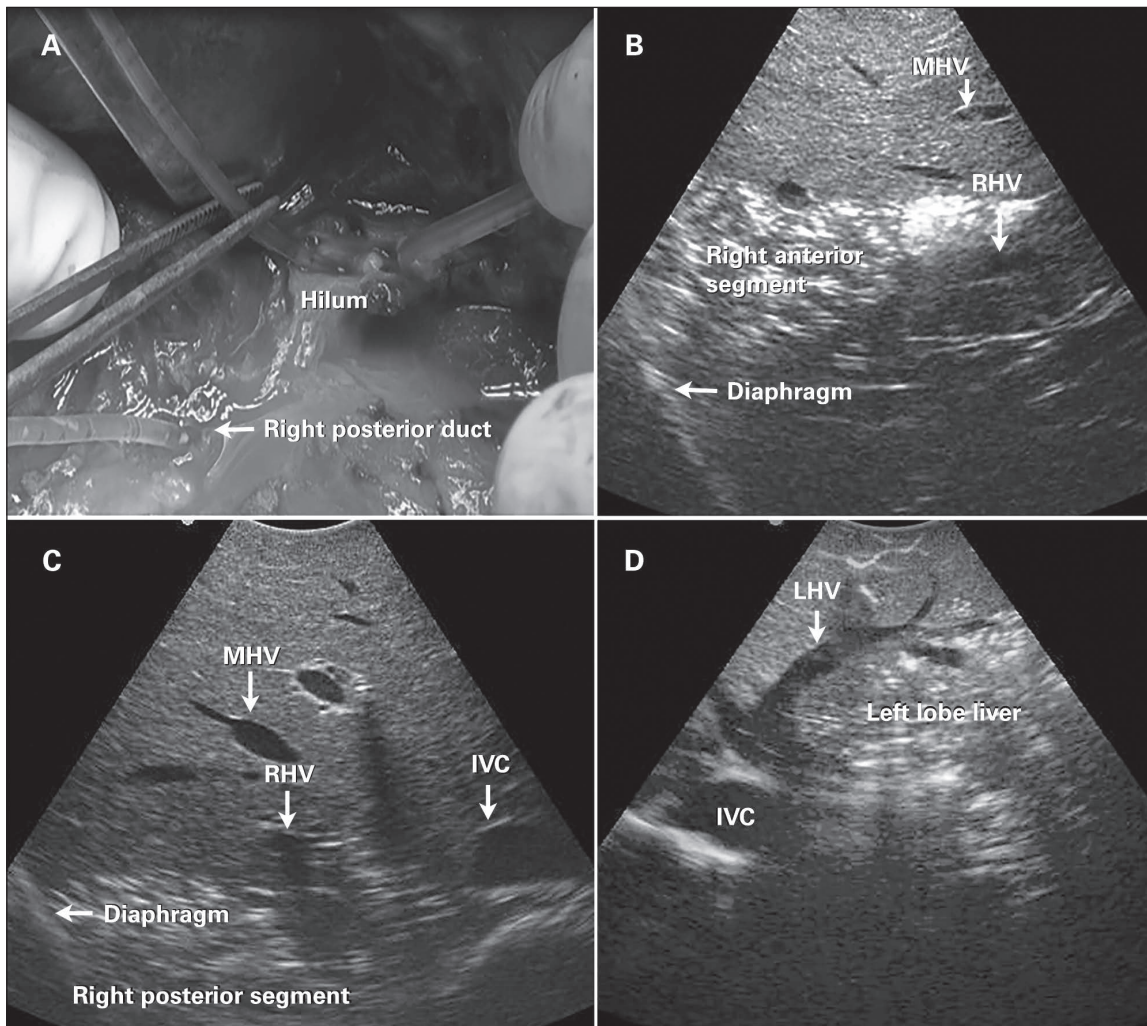 A
Hilum
Right posterior duct
B
MHV
RHV
Right anterior
segment
Diaphragm
C
MHV
RHV
IVC
Diaphragm
Right posterior segment
D
LHV
Left lobe liver
IVC